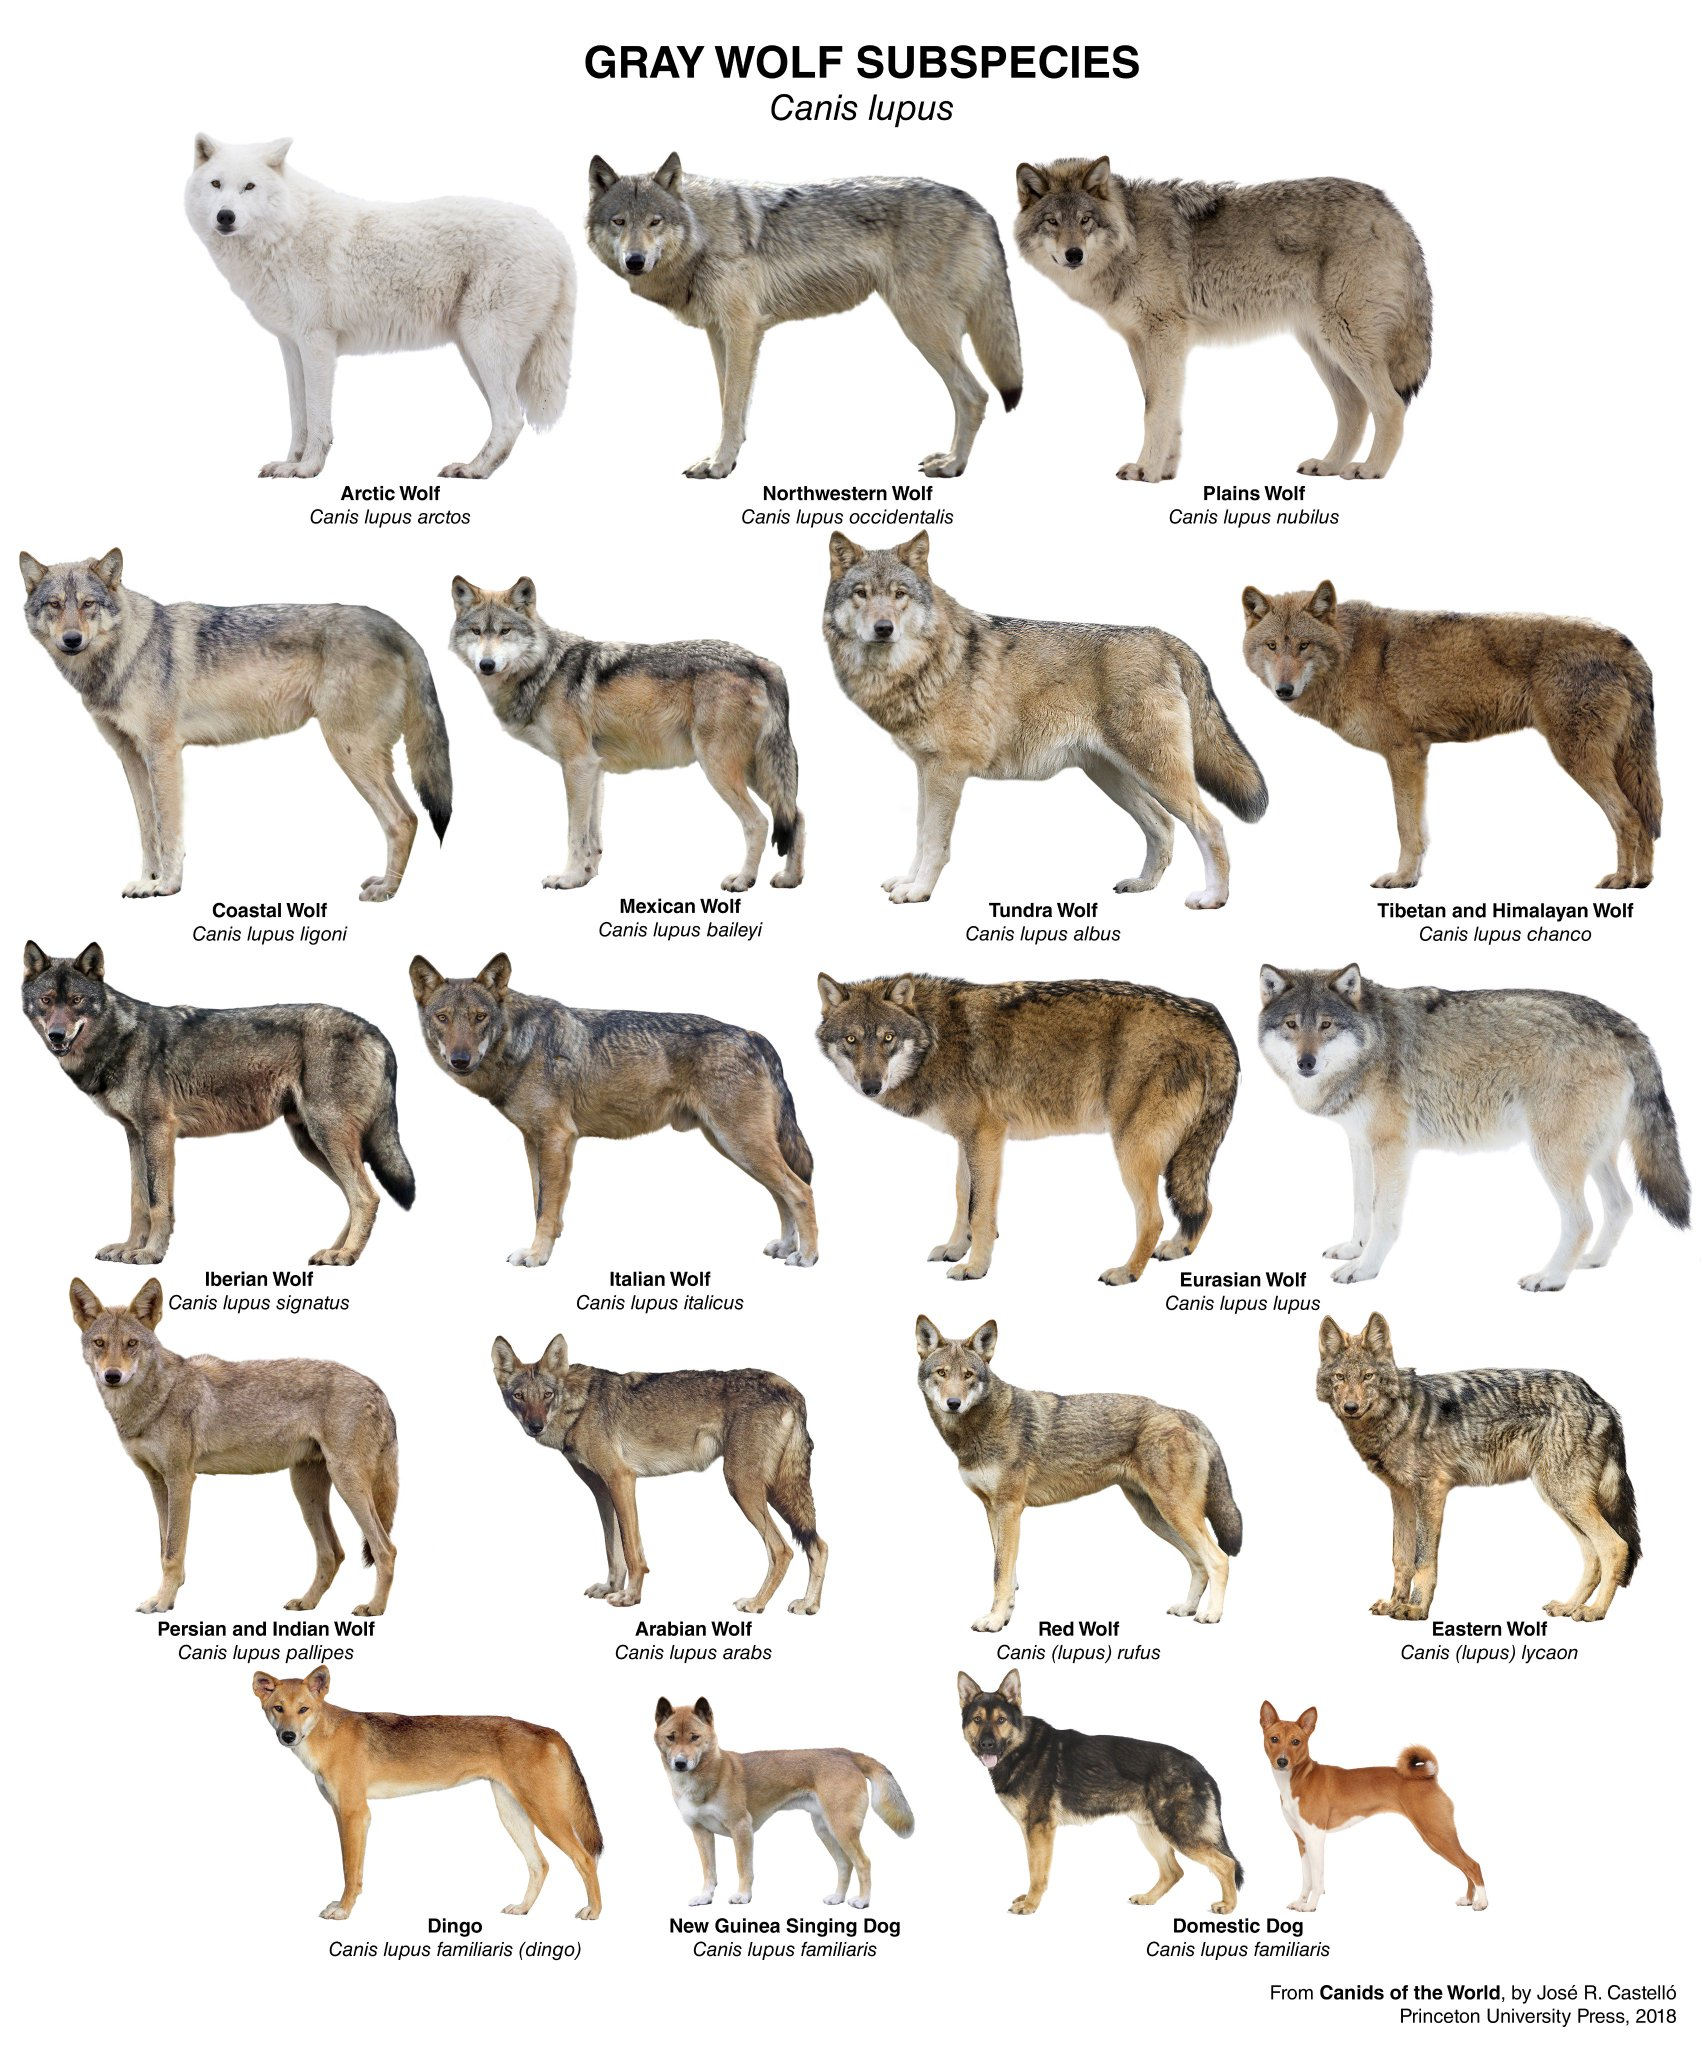 GRAY WOLF SUBSPECIES
Canis lupus
Arctic Wolf
Canis lupus arctos
Northwestern Wolf
Canis lupus occidentalis
Plains Wolf
Canis lupus nubilus
Coastal Wolf
Canis lupus ligoni
Mexican Wolf
Canis lupus baileyi
Tundra Wolf
Canis lupus albus
Tibetan and Himalayan Wolf
Canis lupus chanco
Iberian Wolf
Canis lupus signatus
Italian Wolf
Canis lupus italicus
Eurasian Wolf
Canis lupus lupus
Persian and Indian Wolf
Canis lupus pallipes
Arabian Wolf
Canis lupus arabs
Red Wolf
Canis (lupus) rufus
Eastern Wolf
Canis (lupus) lycaon
Dingo
Canis lupus familiaris (dingo)
New Guinea Singing Dog
Canis lupus familiaris
Domestic Dog
Canis lupus familiaris
From Canids of the World, by José R. Castelló
Princeton University Press, 2018